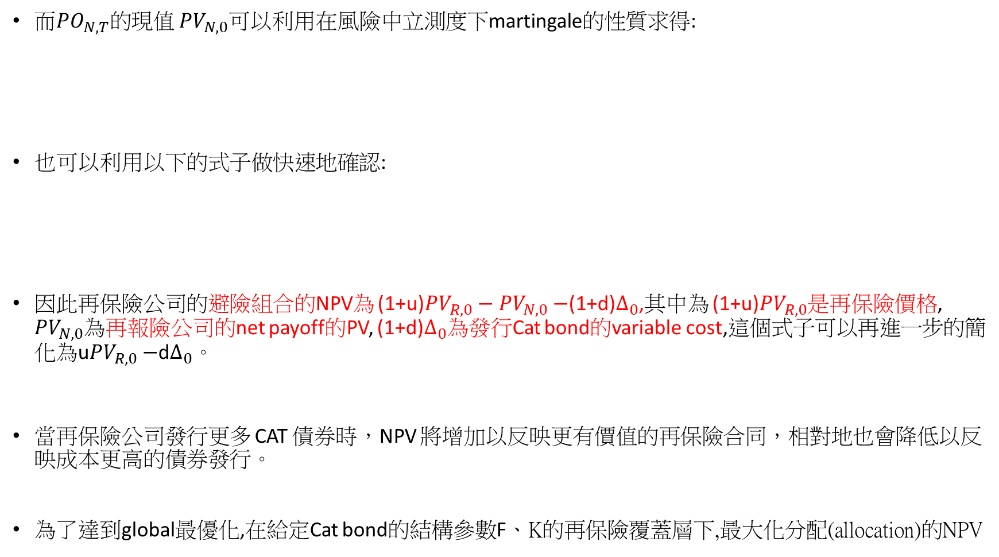 • 而𝑃𝑂_{𝑁,𝑇}的現值 𝑃𝑉_{𝑁,0}可以利用在風險中立測度下martingale的性質求得:
• 也可以利用以下的式子做快速地確認:
• 因此再保險公司的避險組合的NPV為 (1+u)𝑃𝑉_{𝑅,0} − 𝑃𝑉_{𝑁,0} −(1+d)Δ_0,其中為 (1+u)𝑃𝑉_{𝑅,0}是再保險價格,
𝑃𝑉_{𝑁,0}為再報險公司的net payoff的PV, (1+d)Δ_0為發行Cat bond的variable cost,這個式子可以再進一步的簡
化為u𝑃𝑉_{𝑅,0} −dΔ_0。
• 當再保險公司發行更多 CAT 債券時，NPV 將增加以反映更有價值的再保險合同，相對地也會降低以反
映成本更高的債券發行。
• 為了達到global最優化,在給定Cat bond的結構參數F、K的再保險覆蓋層下,最大化分配(allocation)的NPV